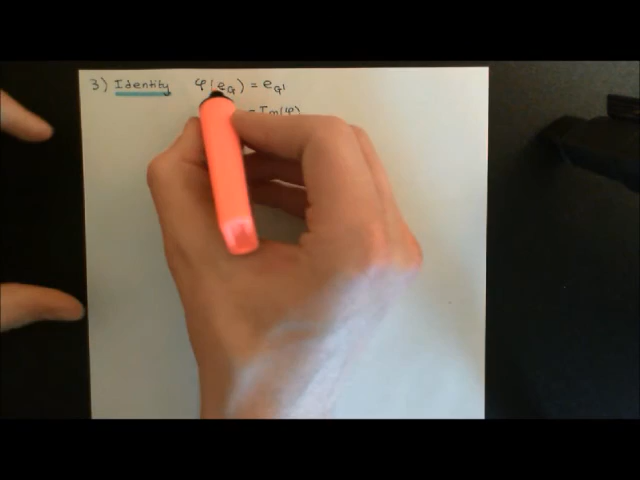 3) Identity φ(e_G) = e_G'
= Im(φ)